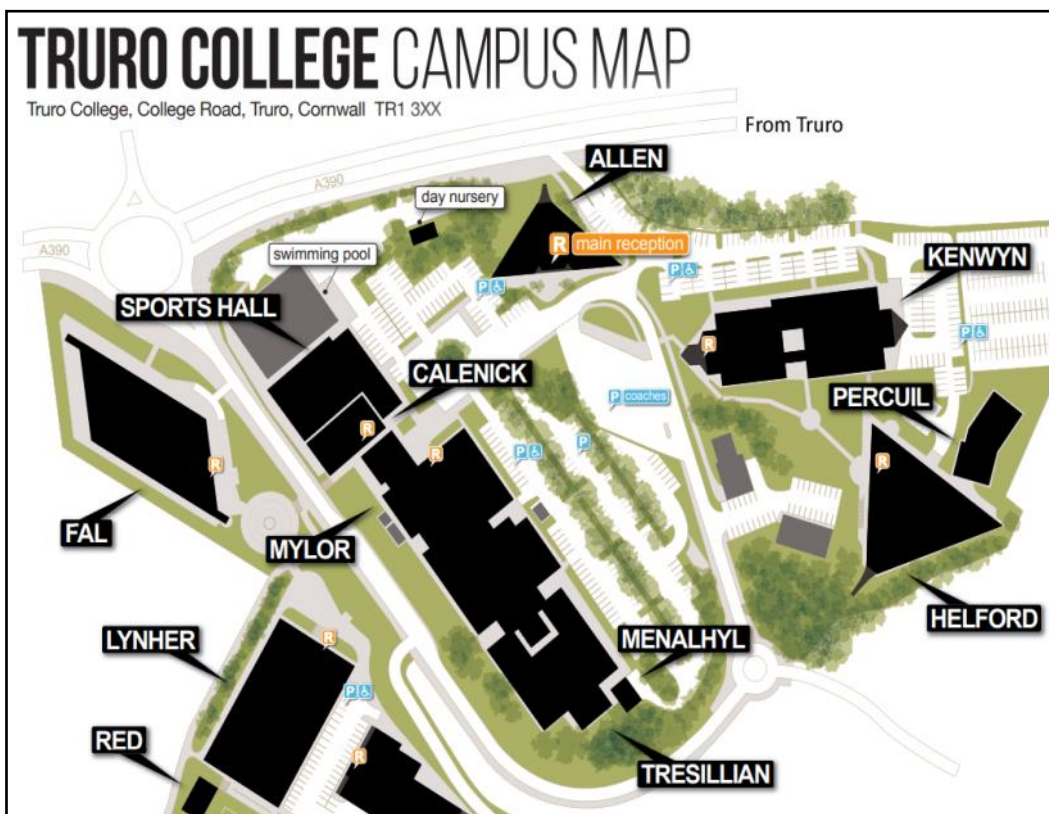 TRURO COLLEGE CAMPUS MAP
Truro College, College Road, Truro, Cornwall TR1 3XX
From Truro
ALLEN
A390
day nursery
R main reception
A390
swimming pool
KENWYN
P
P
SPORTS HALL
P
CALENICK
R
PERCUIL
P coaches
R
R
P
P
R
R
FAL
MYLOR
HELFORD
LYNHER
R
MENALHYL
P
RED
R
TRESILLIAN